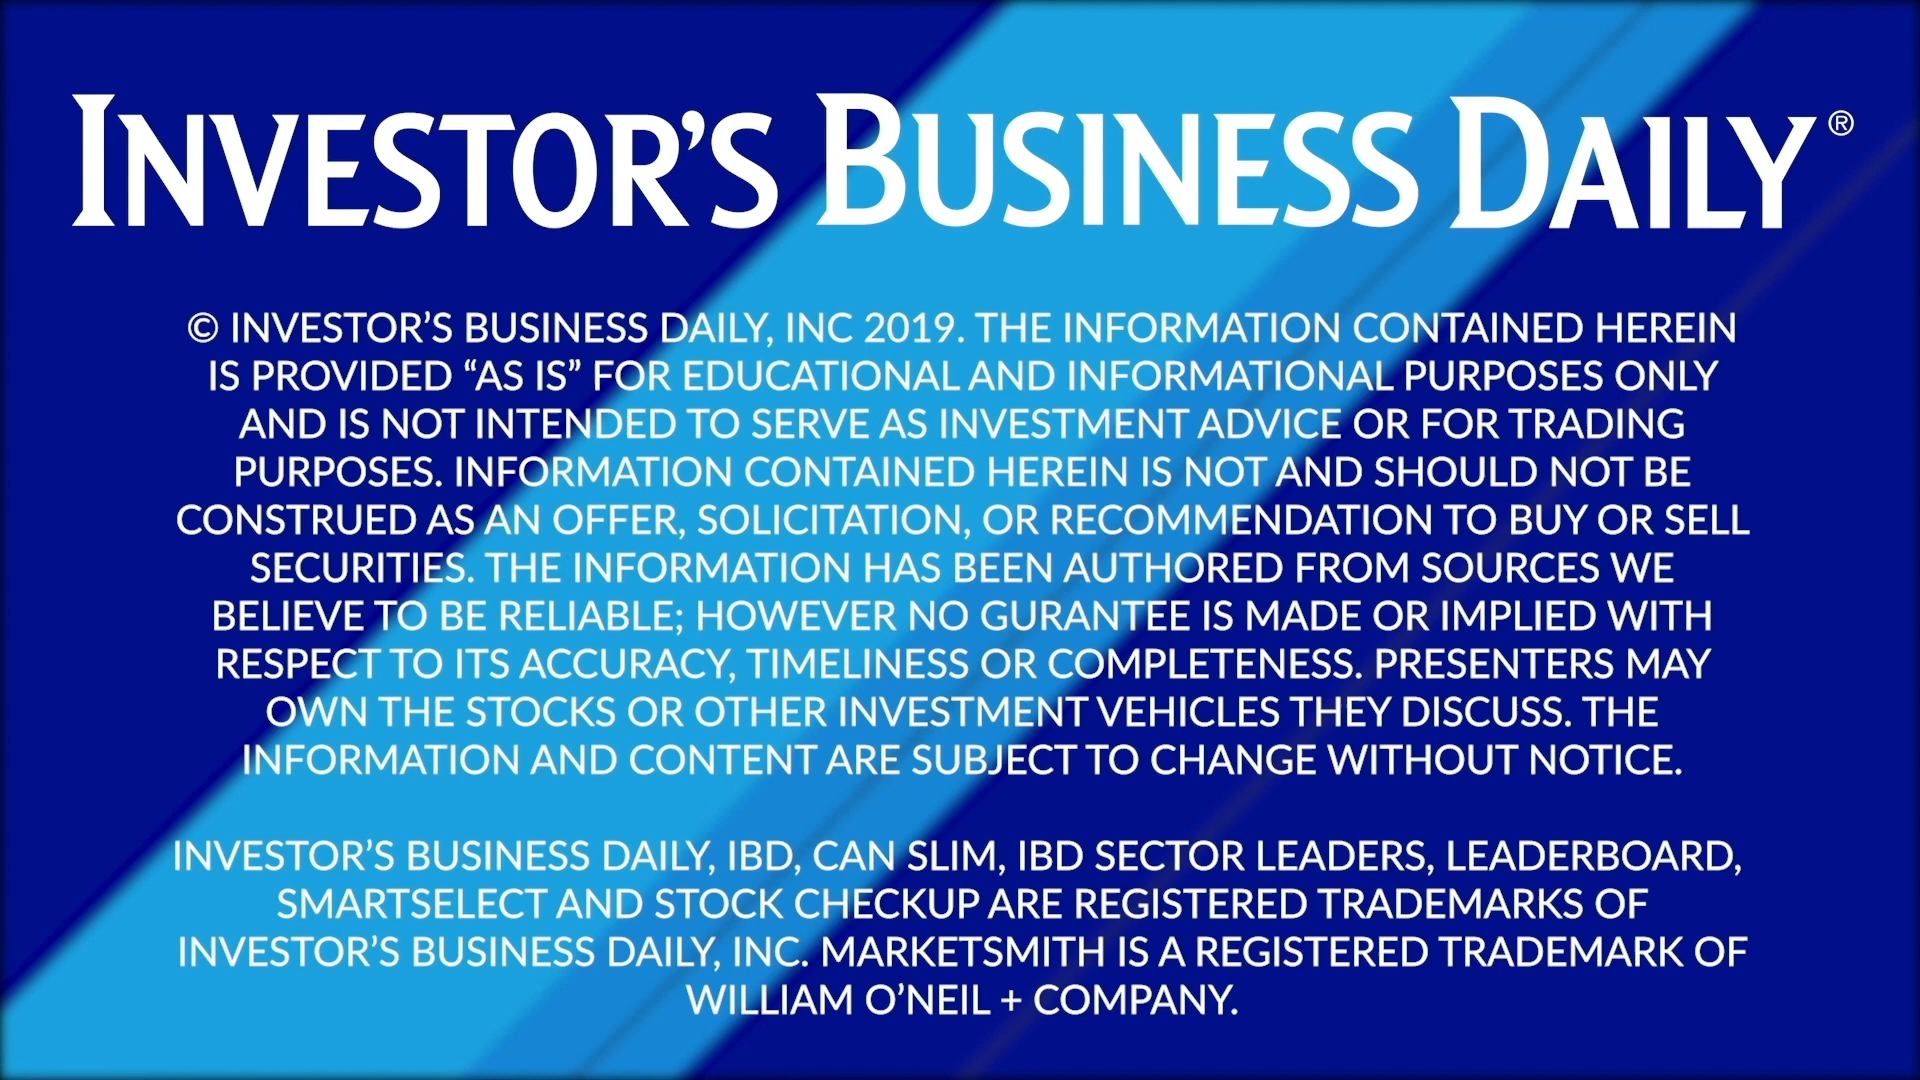 INVESTOR’S BUSINESS DAILY®
© INVESTOR’S BUSINESS DAILY, INC 2019. THE INFORMATION CONTAINED HEREIN
IS PROVIDED “AS IS” FOR EDUCATIONAL AND INFORMATIONAL PURPOSES ONLY
AND IS NOT INTENDED TO SERVE AS INVESTMENT ADVICE OR FOR TRADING
PURPOSES. INFORMATION CONTAINED HEREIN IS NOT AND SHOULD NOT BE
CONSTRUED AS AN OFFER, SOLICITATION, OR RECOMMENDATION TO BUY OR SELL
SECURITIES. THE INFORMATION HAS BEEN AUTHORED FROM SOURCES WE
BELIEVE TO BE RELIABLE; HOWEVER NO GURANTEE IS MADE OR IMPLIED WITH
RESPECT TO ITS ACCURACY, TIMELINESS OR COMPLETENESS. PRESENTERS MAY
OWN THE STOCKS OR OTHER INVESTMENT VEHICLES THEY DISCUSS. THE
INFORMATION AND CONTENT ARE SUBJECT TO CHANGE WITHOUT NOTICE.
INVESTOR’S BUSINESS DAILY, IBD, CAN SLIM, IBD SECTOR LEADERS, LEADERBOARD,
SMARTSELECT AND STOCK CHECKUP ARE REGISTERED TRADEMARKS OF
INVESTOR’S BUSINESS DAILY, INC. MARKETSMITH IS A REGISTERED TRADEMARK OF
WILLIAM O’NEIL + COMPANY.